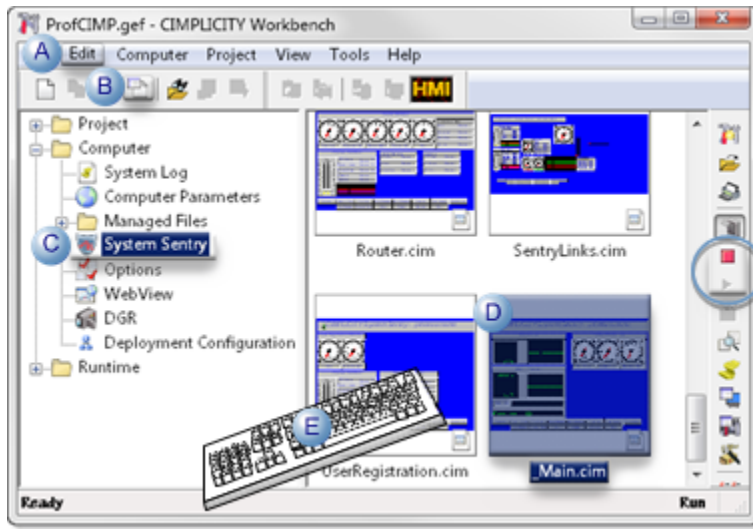 ProfCIMP.gef - CIMPLICITY Workbench
A Edit Computer Project View Tools Help
B HMI
Project
Computer
System Log
Computer Parameters
Managed Files
C System Sentry
Options
WebView
DGR
Deployment Configuration
Runtime
Router.cim SentryLinks.cim
D
E
UserRegistration.cim _Main.cim
Ready Run